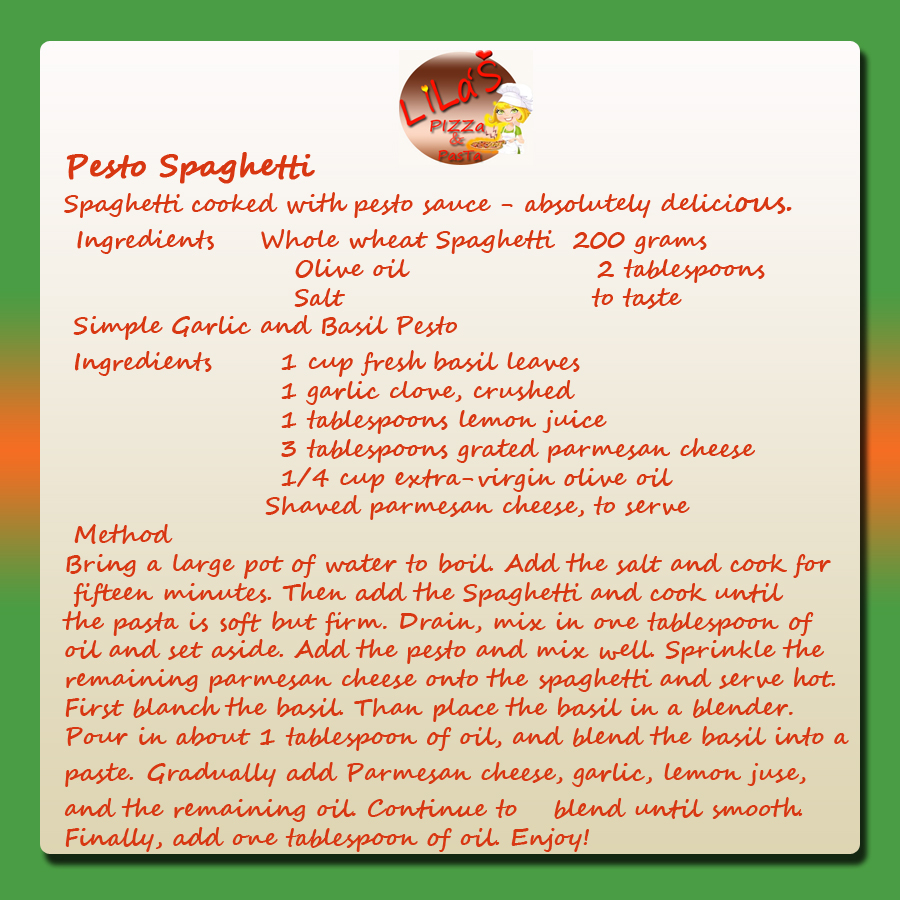 LiLa'Š
PIZZa
&
PasTa
Pesto Spaghetti
Spaghetti cooked with pesto sauce - absolutely delicious.
Ingredients Whole wheat Spaghetti 200 grams
Olive oil 2 tablespoons
Salt to taste
Simple Garlic and Basil Pesto
Ingredients 1 cup fresh basil leaves
1 garlic clove, crushed
1 tablespoons lemon juice
3 tablespoons grated parmesan cheese
1/4 cup extra-virgin olive oil
Shaved parmesan cheese, to serve
Method
Bring a large pot of water to boil. Add the salt and cook for
fifteen minutes. Then add the Spaghetti and cook until
the pasta is soft but firm. Drain, mix in one tablespoon of
oil and set aside. Add the pesto and mix well. Sprinkle the
remaining parmesan cheese onto the spaghetti and serve hot.
First blanch the basil. Than place the basil in a blender.
Pour in about 1 tablespoon of oil, and blend the basil into a
paste. Gradually add Parmesan cheese, garlic, lemon juse,
and the remaining oil. Continue to blend until smooth.
Finally, add one tablespoon of oil. Enjoy!